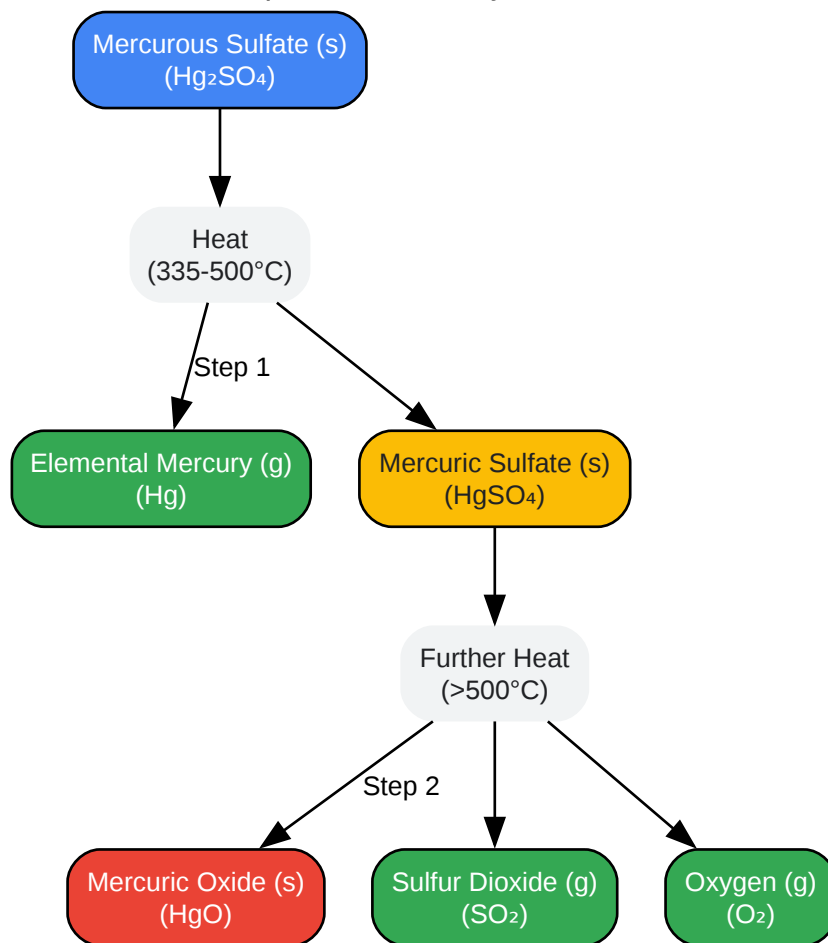 Mercurous Sulfate (s)
(Hg₂SO₄)
Heat
(335-500°C)
Step 1
Elemental Mercury (g)
(Hg)
Mercuric Sulfate (s)
(HgSO₄)
Further Heat
(>500°C)
Step 2
Mercuric Oxide (s)
(HgO)
Sulfur Dioxide (g)
(SO₂)
Oxygen (g)
(O₂)